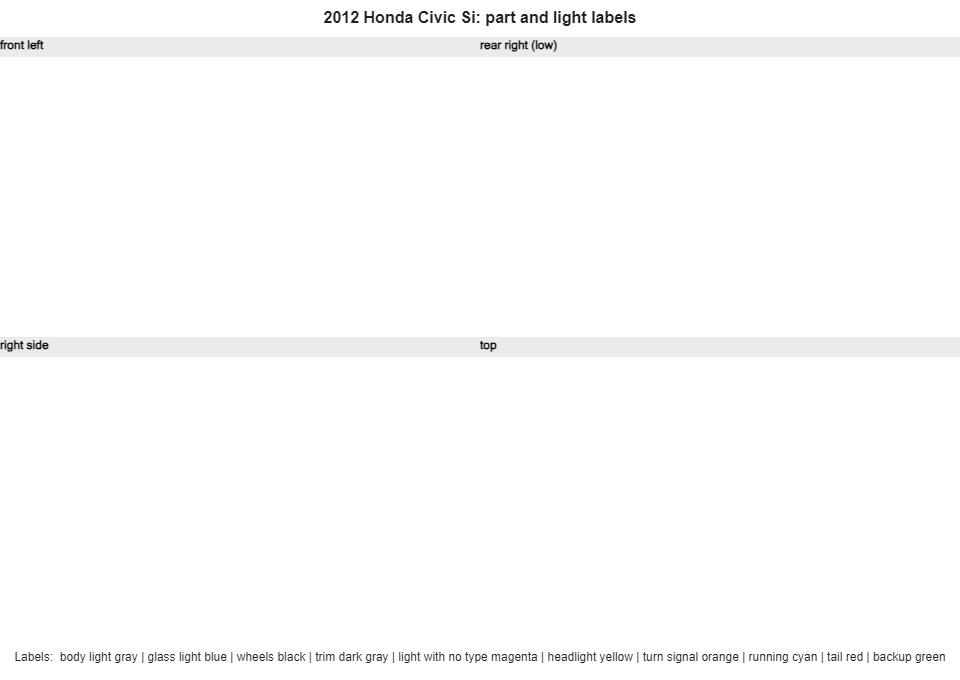 2012 Honda Civic Si: part and light labels
front left
rear right (low)
right side
top
Labels:  body light gray | glass light blue | wheels black | trim dark gray | light with no type magenta | headlight yellow | turn signal orange | running cyan | tail red | backup green